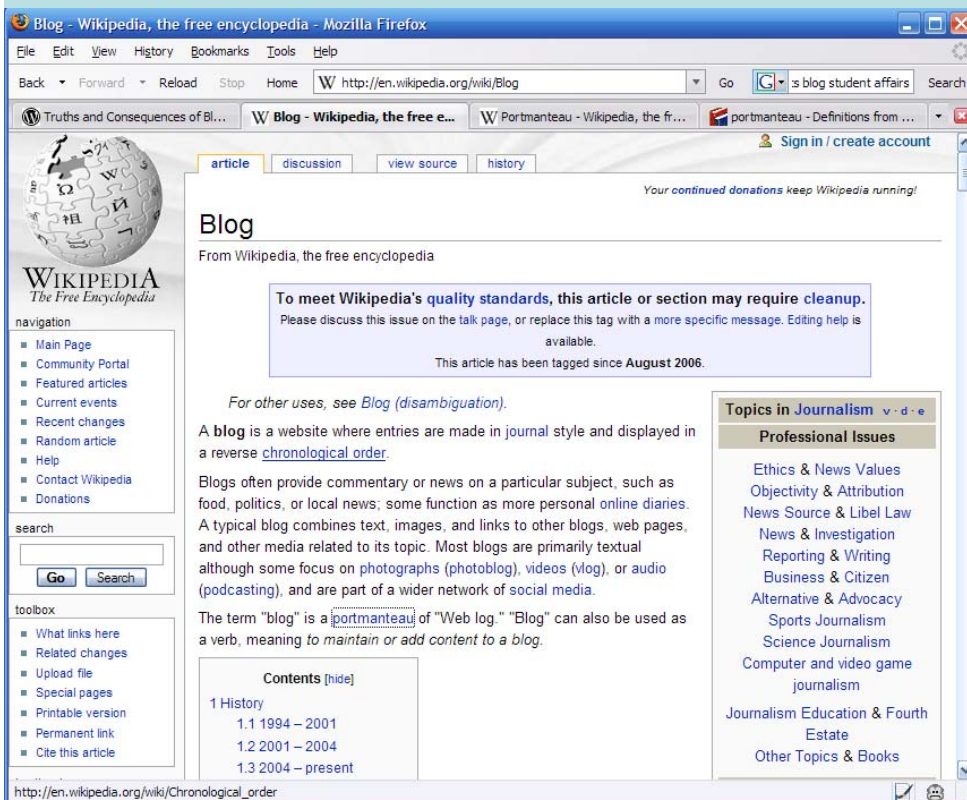 Blog - Wikipedia, the free encyclopedia - Mozilla Firefox
File Edit View History Bookmarks Tools Help
Back Forward Reload Stop Home W http://en.wikipedia.org/wiki/Blog Go G :s blog student affairs Search
Truths and Consequences of Bl... W Blog - Wikipedia, the free e... W Portmanteau - Wikipedia, the fr... portmanteau - Definitions from ...
Sign in / create account
article discussion view source history
Your continued donations keep Wikipedia running!
WIKIPEDIA
The Free Encyclopedia
navigation
Main Page
Community Portal
Featured articles
Current events
Recent changes
Random article
Help
Contact Wikipedia
Donations
search
Go Search
toolbox
What links here
Related changes
Upload file
Special pages
Printable version
Permanent link
Cite this article
Blog
From Wikipedia, the free encyclopedia
To meet Wikipedia's quality standards, this article or section may require cleanup.
Please discuss this issue on the talk page, or replace this tag with a more specific message. Editing help is
available.
This article has been tagged since August 2006.
For other uses, see Blog (disambiguation).
A blog is a website where entries are made in journal style and displayed in
a reverse chronological order.
Blogs often provide commentary or news on a particular subject, such as
food, politics, or local news; some function as more personal online diaries.
A typical blog combines text, images, and links to other blogs, web pages,
and other media related to its topic. Most blogs are primarily textual
although some focus on photographs (photoblog), videos (vlog), or audio
(podcasting), and are part of a wider network of social media.
The term "blog" is a portmanteau of "Web log." "Blog" can also be used as
a verb, meaning to maintain or add content to a blog.
Contents [hide]
1 History
1.1 1994 – 2001
1.2 2001 – 2004
1.3 2004 – present
Topics in Journalism v · d · e
Professional Issues
Ethics & News Values
Objectivity & Attribution
News Source & Libel Law
News & Investigation
Reporting & Writing
Business & Citizen
Alternative & Advocacy
Sports Journalism
Science Journalism
Computer and video game
journalism
Journalism Education & Fourth
Estate
Other Topics & Books
http://en.wikipedia.org/wiki/Chronological_order